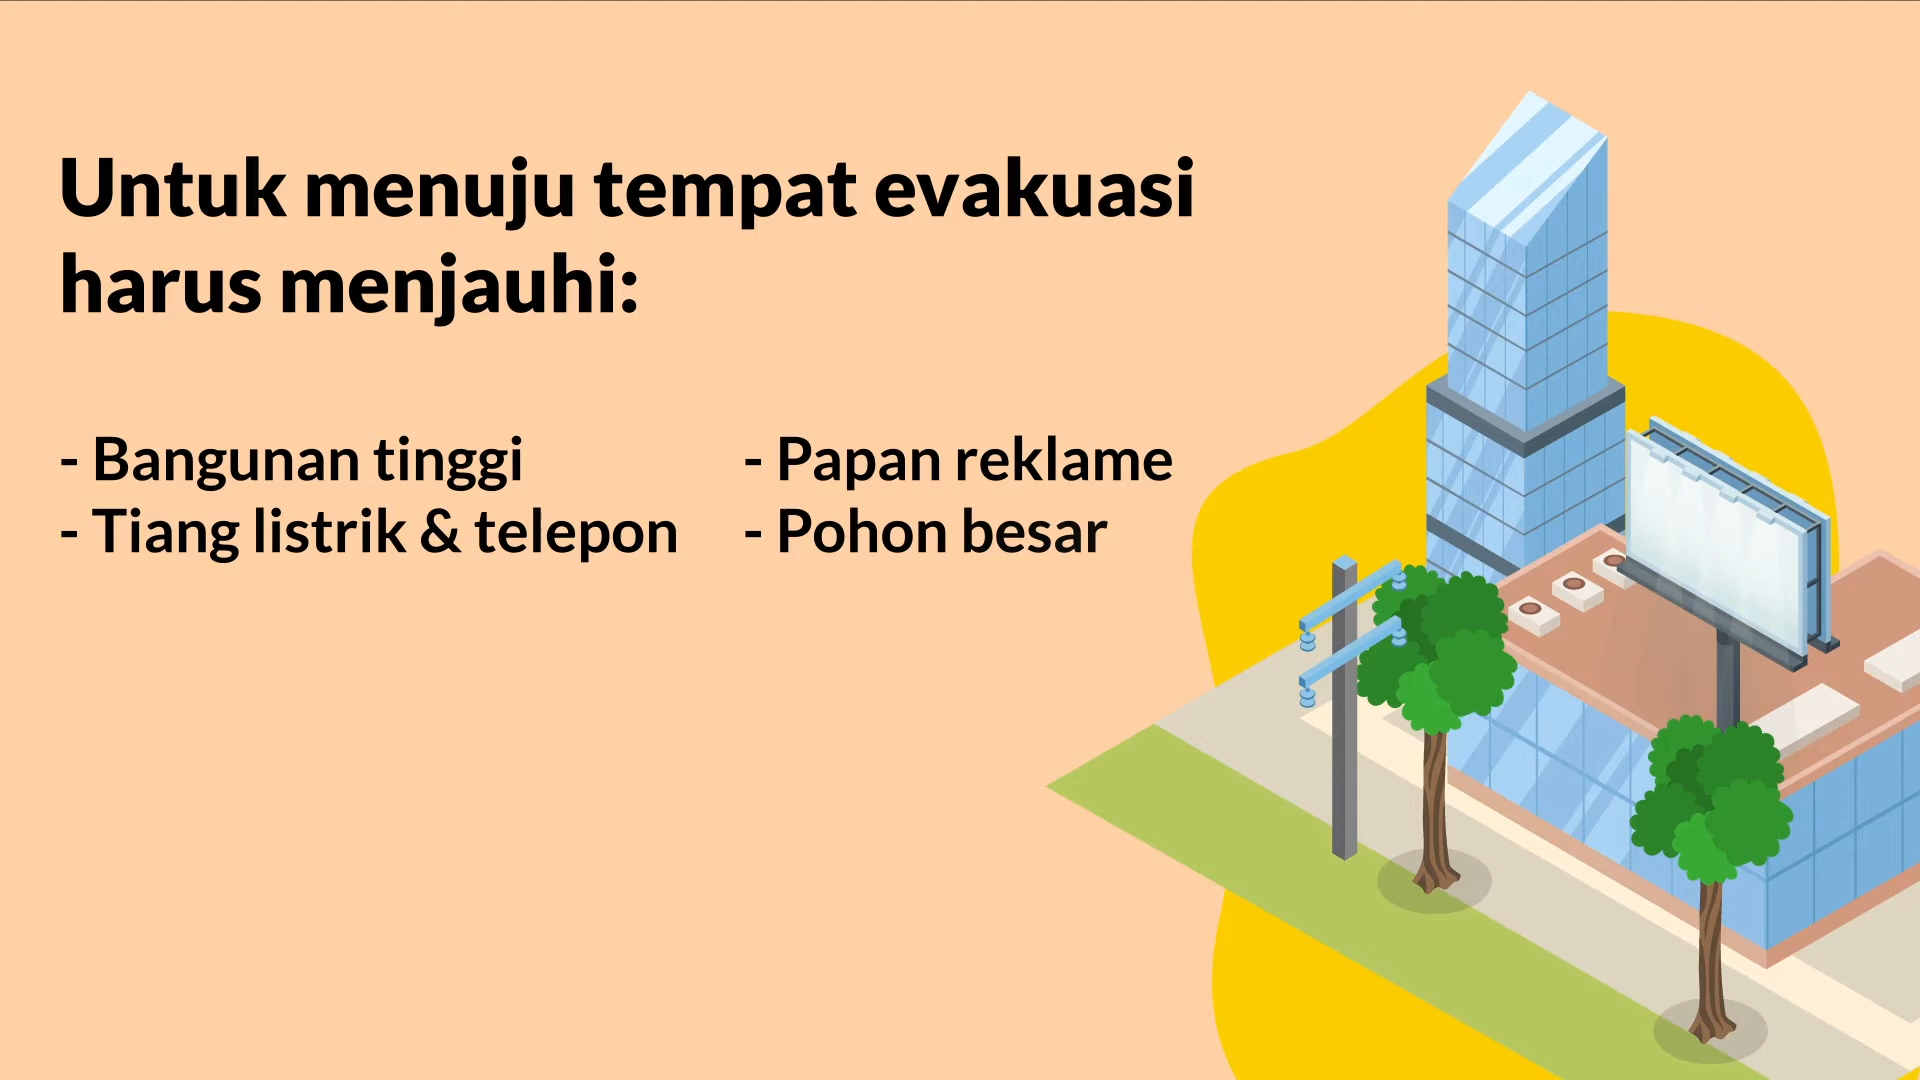 Untuk menuju tempat evakuasi
harus menjauhi:
- Bangunan tinggi
- Tiang listrik & telepon
- Papan reklame
- Pohon besar